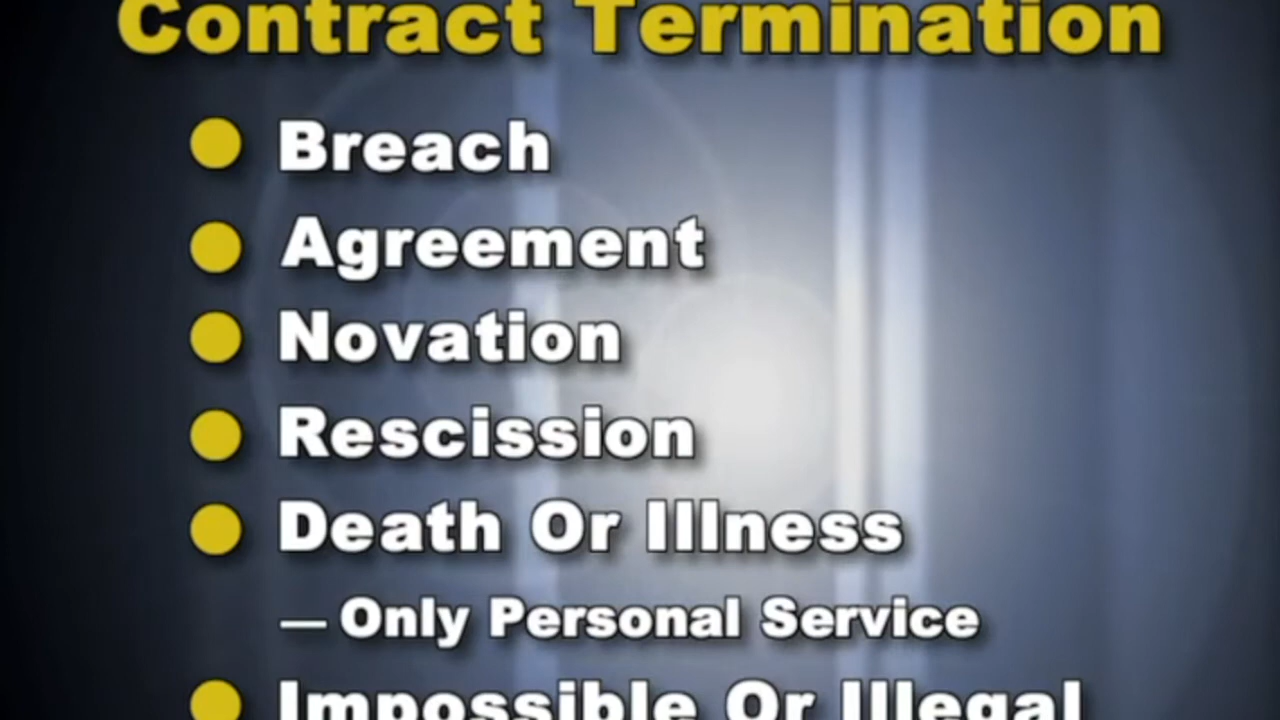 Contract Termination
Breach
Agreement
Novation
Rescission
Death Or Illness
— Only Personal Service
Impossible Or Illegal